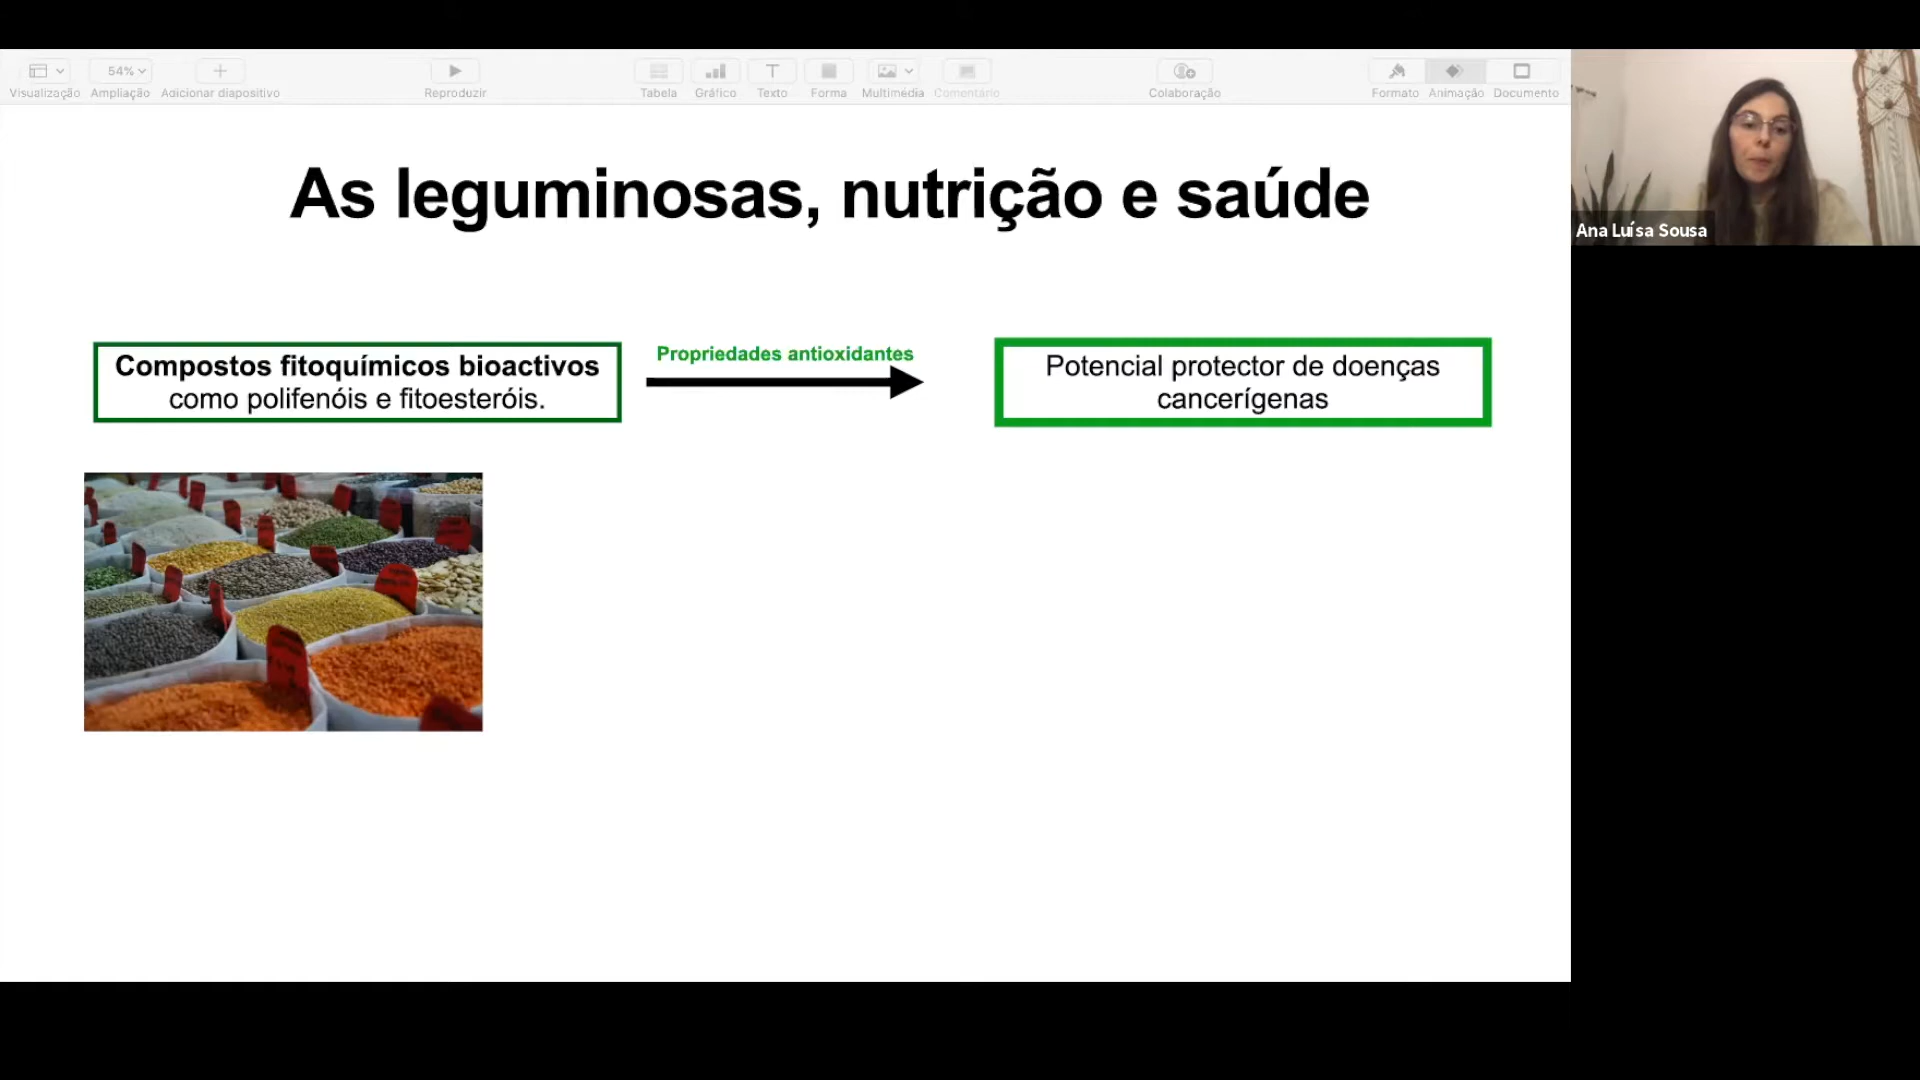 54%
Visualização
Ampliação
Adicionar diapositivo
Reproduzir
Tabela
Gráfico
Texto
Forma
Multimédia
Comentário
Colaboração
Formato
Animação
Documento
As leguminosas, nutrição e saúde
Compostos fitoquímicos bioactivos
como polifenóis e fitoesteróis.
Propriedades antioxidantes
Potencial protector de doenças
cancerígenas
Ana Luísa Sousa